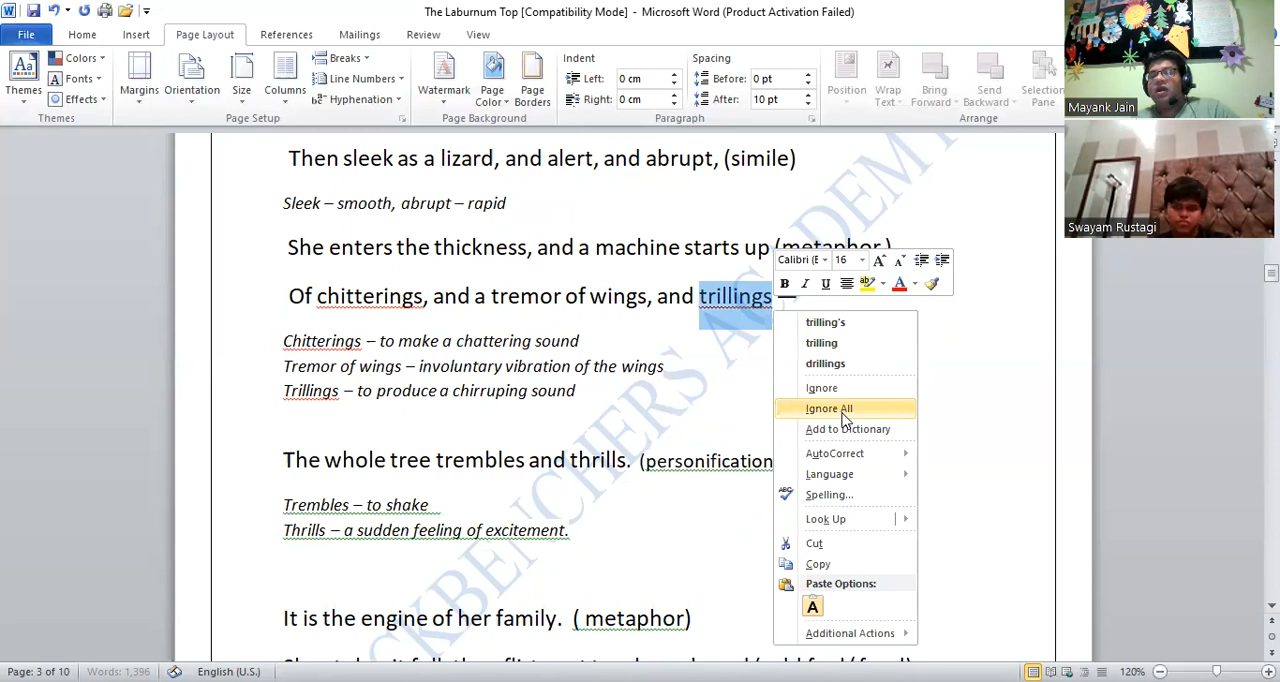 The Laburnum Top [Compatibility Mode] - Microsoft Word (Product Activation Failed)
File Home Insert Page Layout References Mailings Review View
Themes Colors Fonts Effects Margins Orientation Size Columns Breaks Line Numbers Hyphenation Watermark Page Color Page Borders Indent Left: 0 cm Right: 0 cm Spacing Before: 0 pt After: 10 pt Position Wrap Text Bring Forward Send Backward Selection Pane
Themes Page Setup Page Background Paragraph Arrange
Mayank Jain
Swayam Rustagi
Then sleek as a lizard, and alert, and abrupt, (simile)
Sleek – smooth, abrupt – rapid
She enters the thickness, and a machine starts up (metaphor )
Of chitterings, and a tremor of wings, and trillings
Chitterings – to make a chattering sound
Tremor of wings – involuntary vibration of the wings
Trillings – to produce a chirruping sound
The whole tree trembles and thrills. (personification
Trembles – to shake
Thrills – a sudden feeling of excitement.
It is the engine of her family. ( metaphor)
CKBENCHERS ACADEMY
Calibri (E 16
B I U A
trilling's
trilling
drillings
Ignore
Ignore All
Add to Dictionary
AutoCorrect
Language
Spelling...
Look Up
Cut
Copy
Paste Options:
A
Additional Actions
Page: 3 of 10 Words: 1,396 English (U.S.) 120%